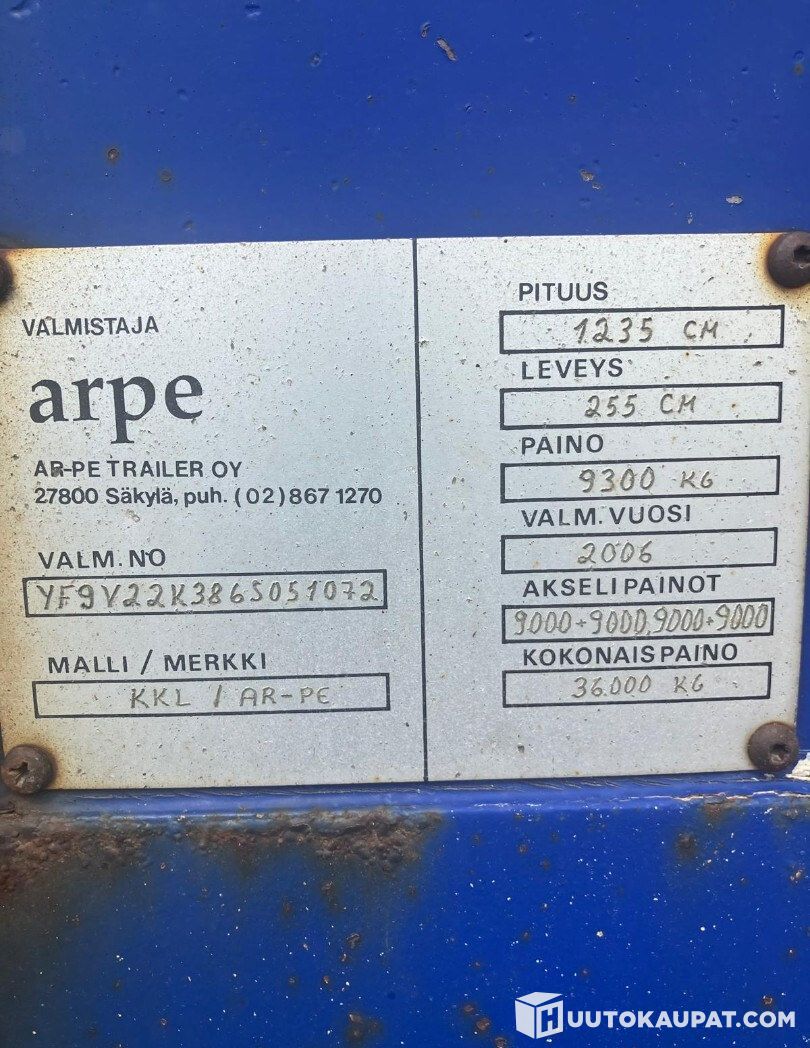 VALMISTAJA
arpe
AR-PE TRAILER OY
27800 Säkylä, puh. (02) 867 1270
VALM. NO
YF9V22K386S051072
MALLI / MERKKI
KKL / AR-PE
PITUUS
1235 CM
LEVEYS
255 CM
PAINO
9300 KG
VALM. VUOSI
2006
AKSELIPAINOT
9000+9000,9000+9000
KOKONAISPAINO
36.000 KG
HUUTOKAUPAT.COM